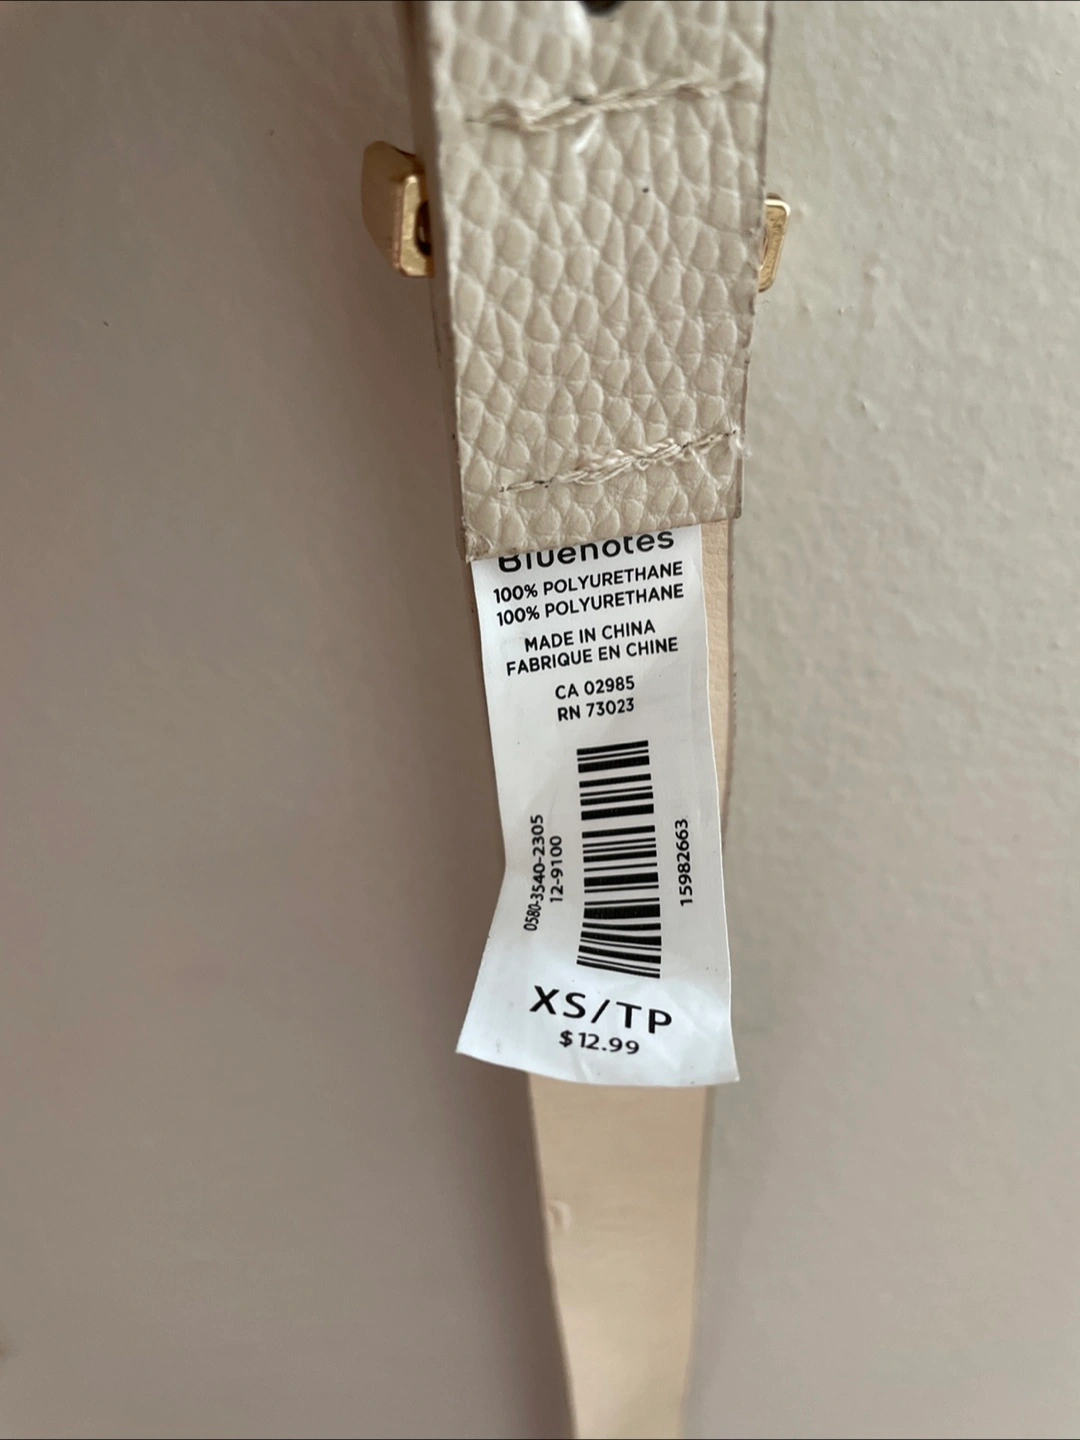 Bluenotes
100% POLYURETHANE
100% POLYURETHANE
MADE IN CHINA
FABRIQUE EN CHINE
CA 02985
RN 73023
0580-3540-2305
12-9100
15982663
XS/TP
$12.99